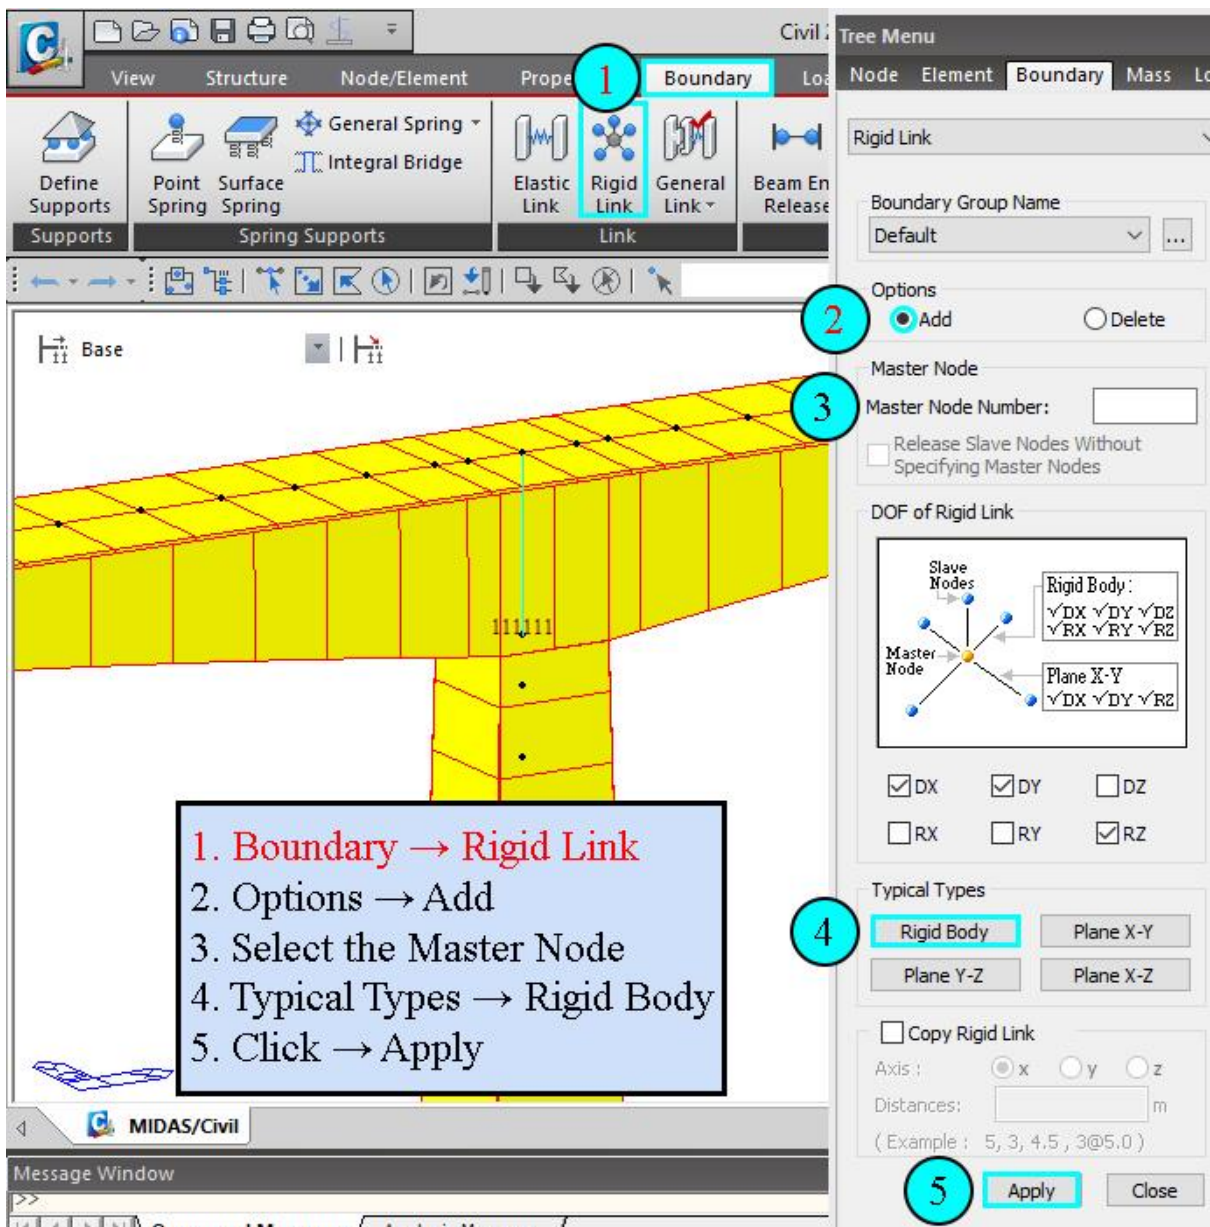 Civil 2
View Structure Node/Element Prope 1 Boundary Loa
General Spring
Integral Bridge
Define Supports
Point Spring
Surface Spring
Elastic Link
Rigid Link
General Link
Beam En
Release
Supports Spring Supports Link
Base
111111
1. Boundary → Rigid Link
2. Options → Add
3. Select the Master Node
4. Typical Types → Rigid Body
5. Click → Apply
MIDAS/Civil
Message Window
>>
Tree Menu
Node Element Boundary Mass Lo
Rigid Link
Boundary Group Name
Default ...
Options
2 Add Delete
Master Node
3 Master Node Number:
Release Slave Nodes Without
Specifying Master Nodes
DOF of Rigid Link
Slave
Nodes
Rigid Body :
√DX √DY √DZ
√RX √RY √RZ
Master
Node
Plane X-Y
√DX √DY √RZ
DX DY DZ
RX RY RZ
Typical Types
4 Rigid Body Plane X-Y
Plane Y-Z Plane X-Z
Copy Rigid Link
Axis : x y z
Distances: m
( Example : 5, 3, 4.5 , 3@5.0 )
5 Apply Close